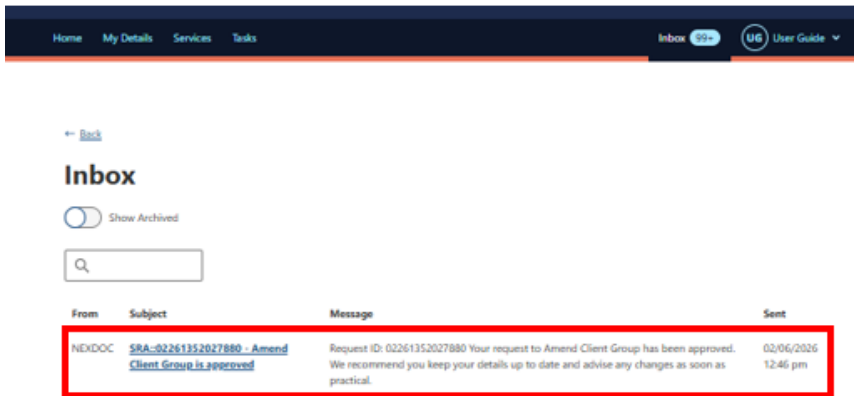 Home My Details Services Tasks Inbox 99+ UG User Guide
← Back
Inbox
Show Archived
From Subject Message Sent
NEXDOC SRA:02261352027880 - Amend Request ID: 02261352027880 Your request to Amend Client Group has been approved. 02/06/2026
Client Group is approved We recommend you keep your details up to date and advise any changes as soon as 12:46 pm
practical.